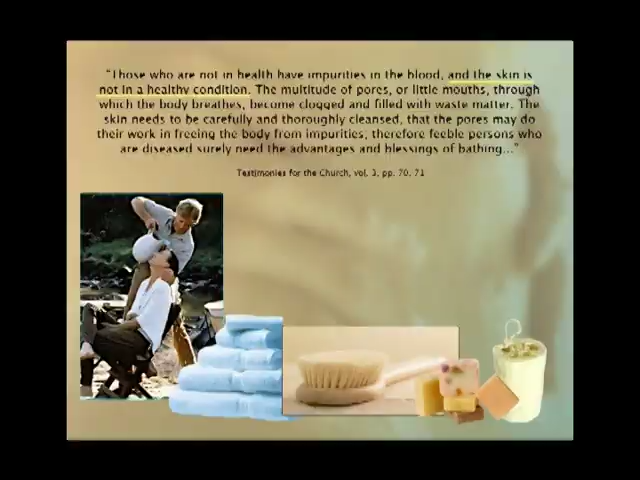 "Those who are not in health have impurities in the blood, and the skin is
not in a healthy condition. The multitude of pores, or little mouths, through
which the body breathes, become clogged and filled with waste matter. The
skin needs to be carefully and thoroughly cleansed, that the pores may do
their work in freeing the body from impurities; therefore feeble persons who
are diseased surely need the advantages and blessings of bathing..."
Testimonies for the Church, vol. 3, pp. 70, 71